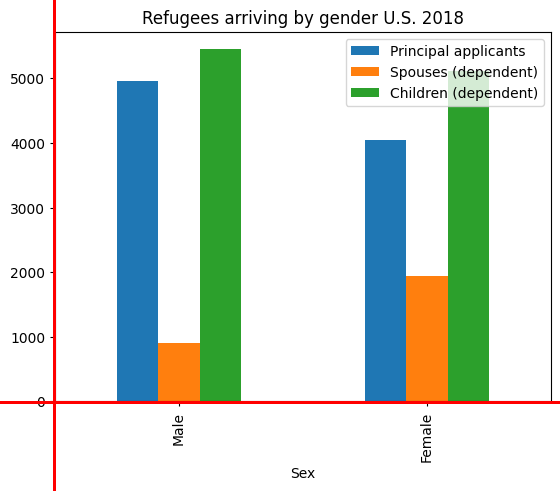 Refugees arriving by gender U.S. 2018
Principal applicants
Spouses (dependent)
Children (dependent)
5000
4000
3000
2000
1000
0
Male
Female
Sex